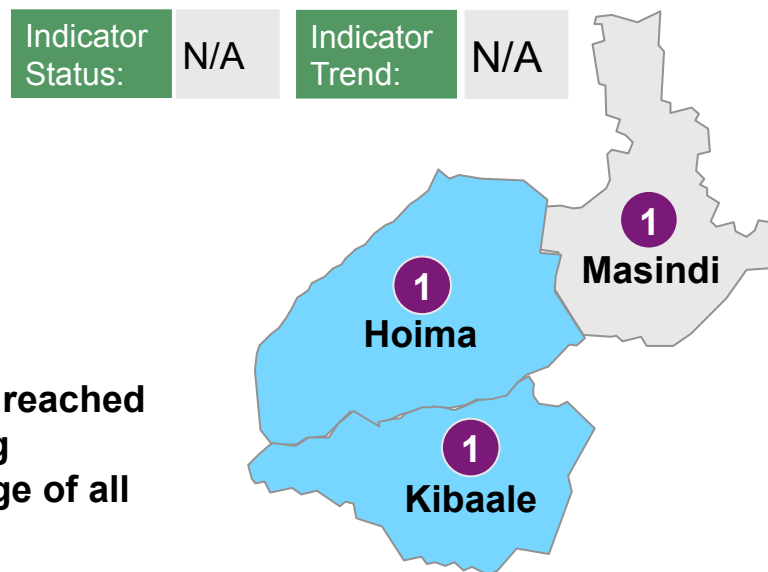 Indicator
Status:
N/A
Indicator
Trend:
N/A
1
Masindi
1
Hoima
reached
g
ge of all
1
Kibaale